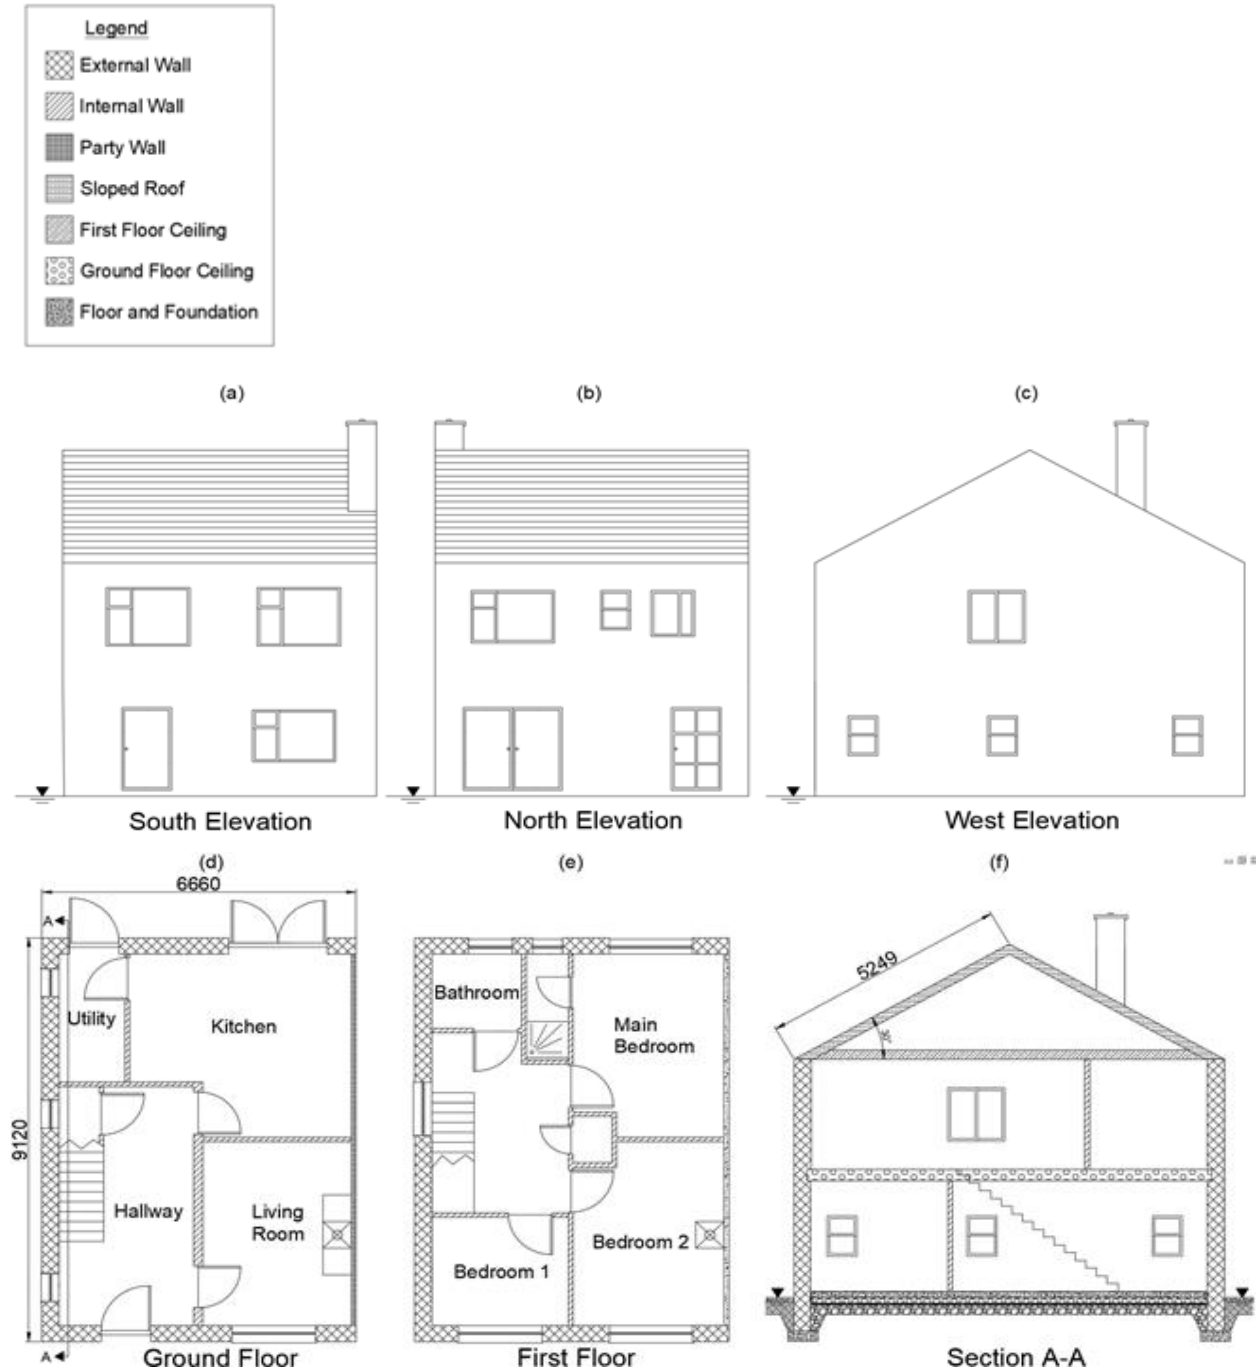 Legend
External Wall
Internal Wall
Party Wall
Sloped Roof
First Floor Ceiling
Ground Floor Ceiling
Floor and Foundation
(a)
(b)
(c)
South Elevation
North Elevation
West Elevation
(d)
(e)
(f)
6660
A
9120
Utility
Kitchen
Hallway
Living
Room
A
Ground Floor
Bathroom
Main
Bedroom
Bedroom 2
Bedroom 1
First Floor
5249
30°
Section A-A